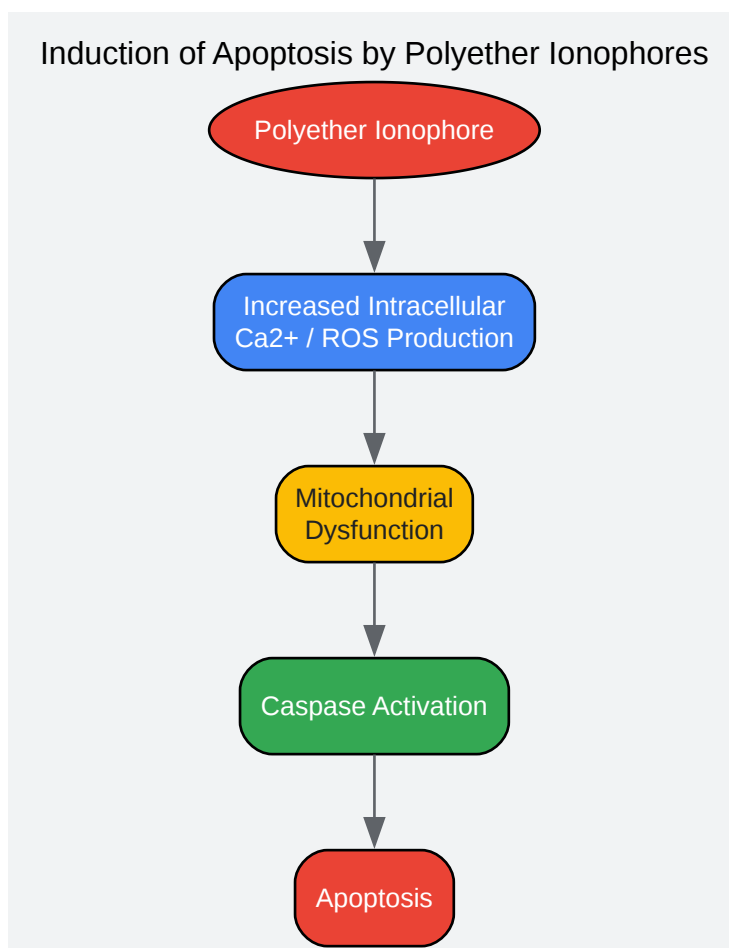 Induction of Apoptosis by Polyether Ionophores
Polyether Ionophore
Increased Intracellular
Ca2+ / ROS Production
Mitochondrial
Dysfunction
Caspase Activation
Apoptosis